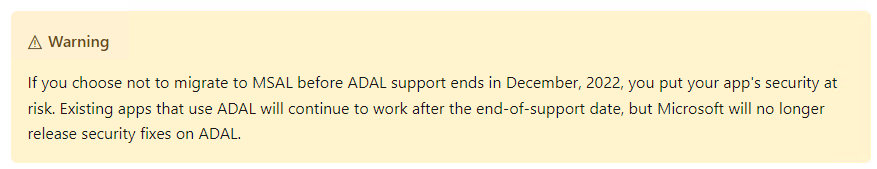 ⚠ Warning
If you choose not to migrate to MSAL before ADAL support ends in December, 2022, you put your app's security at
risk. Existing apps that use ADAL will continue to work after the end-of-support date, but Microsoft will no longer
release security fixes on ADAL.